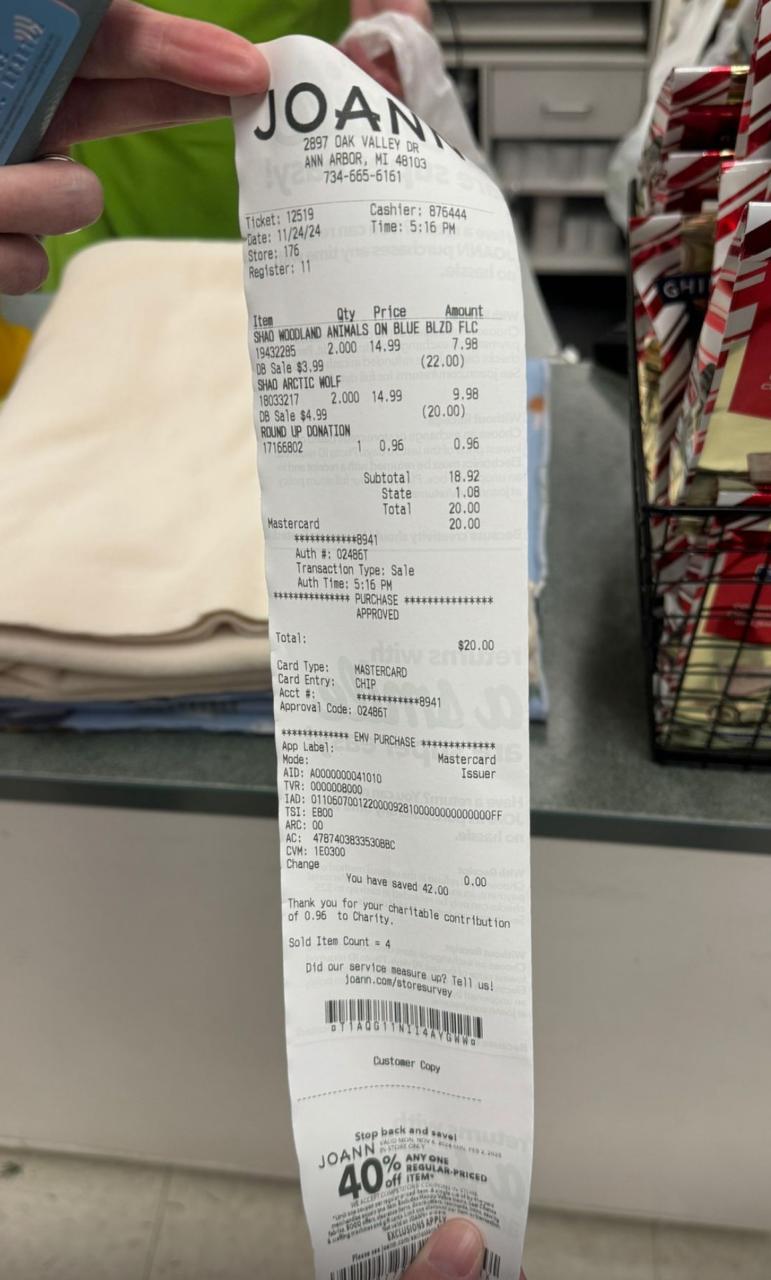 JOANN
2897 OAK VALLEY DR
ANN ARBOR, MI 48103
734-665-6161
Ticket: 12519 Cashier: 876444
Date: 11/24/24 Time: 5:16 PM
Store: 176
Register: 11
Item Qty Price Amount
SHAO WOODLAND ANIMALS ON BLUE BLZD FLC
19432285 2.000 14.99 7.98
DB Sale $3.99 (22.00)
SHAO ARCTIC WOLF
18033217 2.000 14.99 9.98
DB Sale $4.99 (20.00)
ROUND UP DONATION
17166802 1 0.96 0.96
Subtotal 18.92
State 1.08
Total 20.00
Mastercard 20.00
************8941
Auth #: 02486T
Transaction Type: Sale
Auth Time: 5:16 PM
************** PURCHASE ****************
APPROVED
Total: $20.00
Card Type: MASTERCARD
Card Entry: CHIP
Acct #: ************8941
Approval Code: 02486T
************* EMV PURCHASE *************
App Label: Mastercard
Mode: Issuer
AID: A0000000041010
TVR: 0000008000
IAD: 0110607001220000928100000000000000FF
TSI: E800
ARC: 00
AC: 4787403833530BBC
CVM: 1E0300
Change 0.00
You have saved 42.00
Thank you for your charitable contribution
of 0.96 to Charity.
Sold Item Count = 4
Did our service measure up? Tell us!
joann.com/storesurvey
Customer Copy
Stop back and save!
JOANN IN-STORE ONLY
40% off ANY ONE REGULAR-PRICED ITEM*
EXCLUSIONS APPLY
GHI